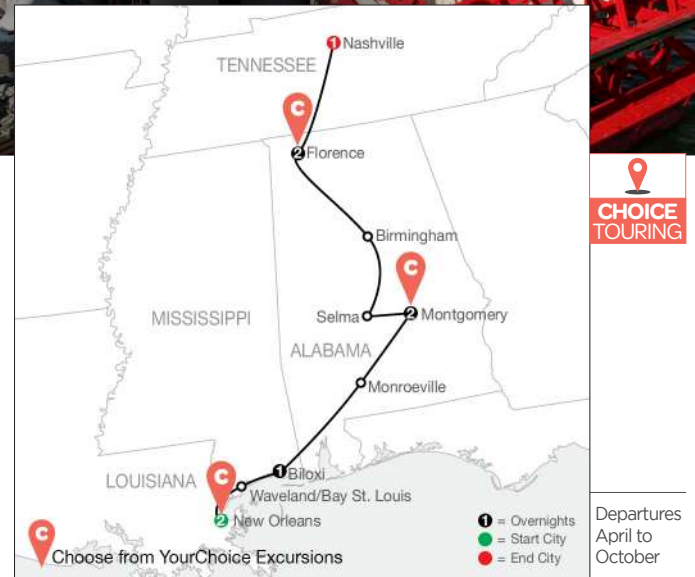 1 Nashville
TENNESSEE
C
2 Florence
Birmingham
C
MISSISSIPPI
Selma
2 Montgomery
ALABAMA
Monroeville
LOUISIANA
C
1 Biloxi
Waveland/Bay St. Louis
2 New Orleans
C
Choose from YourChoice Excursions
1 = Overnights
= Start City
= End City
CHOICE
TOURING
Departures
April to
October